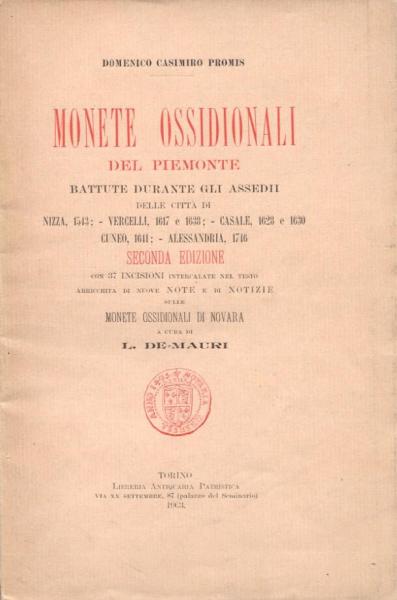 DOMENICO CASIMIRO PROMIS
MONETE OSSIDIONALI
DEL PIEMONTE
BATTUTE DURANTE GLI ASSEDII
DELLE CITTÀ DI
NIZZA, 1543; - VERCELLI, 1617 e 1638; - CASALE, 1628 e 1630
CUNEO, 1641; - ALESSANDRIA, 1746
SECONDA EDIZIONE
CON 37 INCISIONI INTERCALATE NEL TESTO
ARRICCHITA DI NUOVE NOTE E DI NOTIZIE
SULLE
MONETE OSSIDIONALI DI NOVARA
A CURA DI
L. DE-MAURI
TORINO
LIBRERIA ANTIQUARIA PATRISTICA
VIA XX SETTEMBRE, 87 (palazzo del Seminario)
1903.